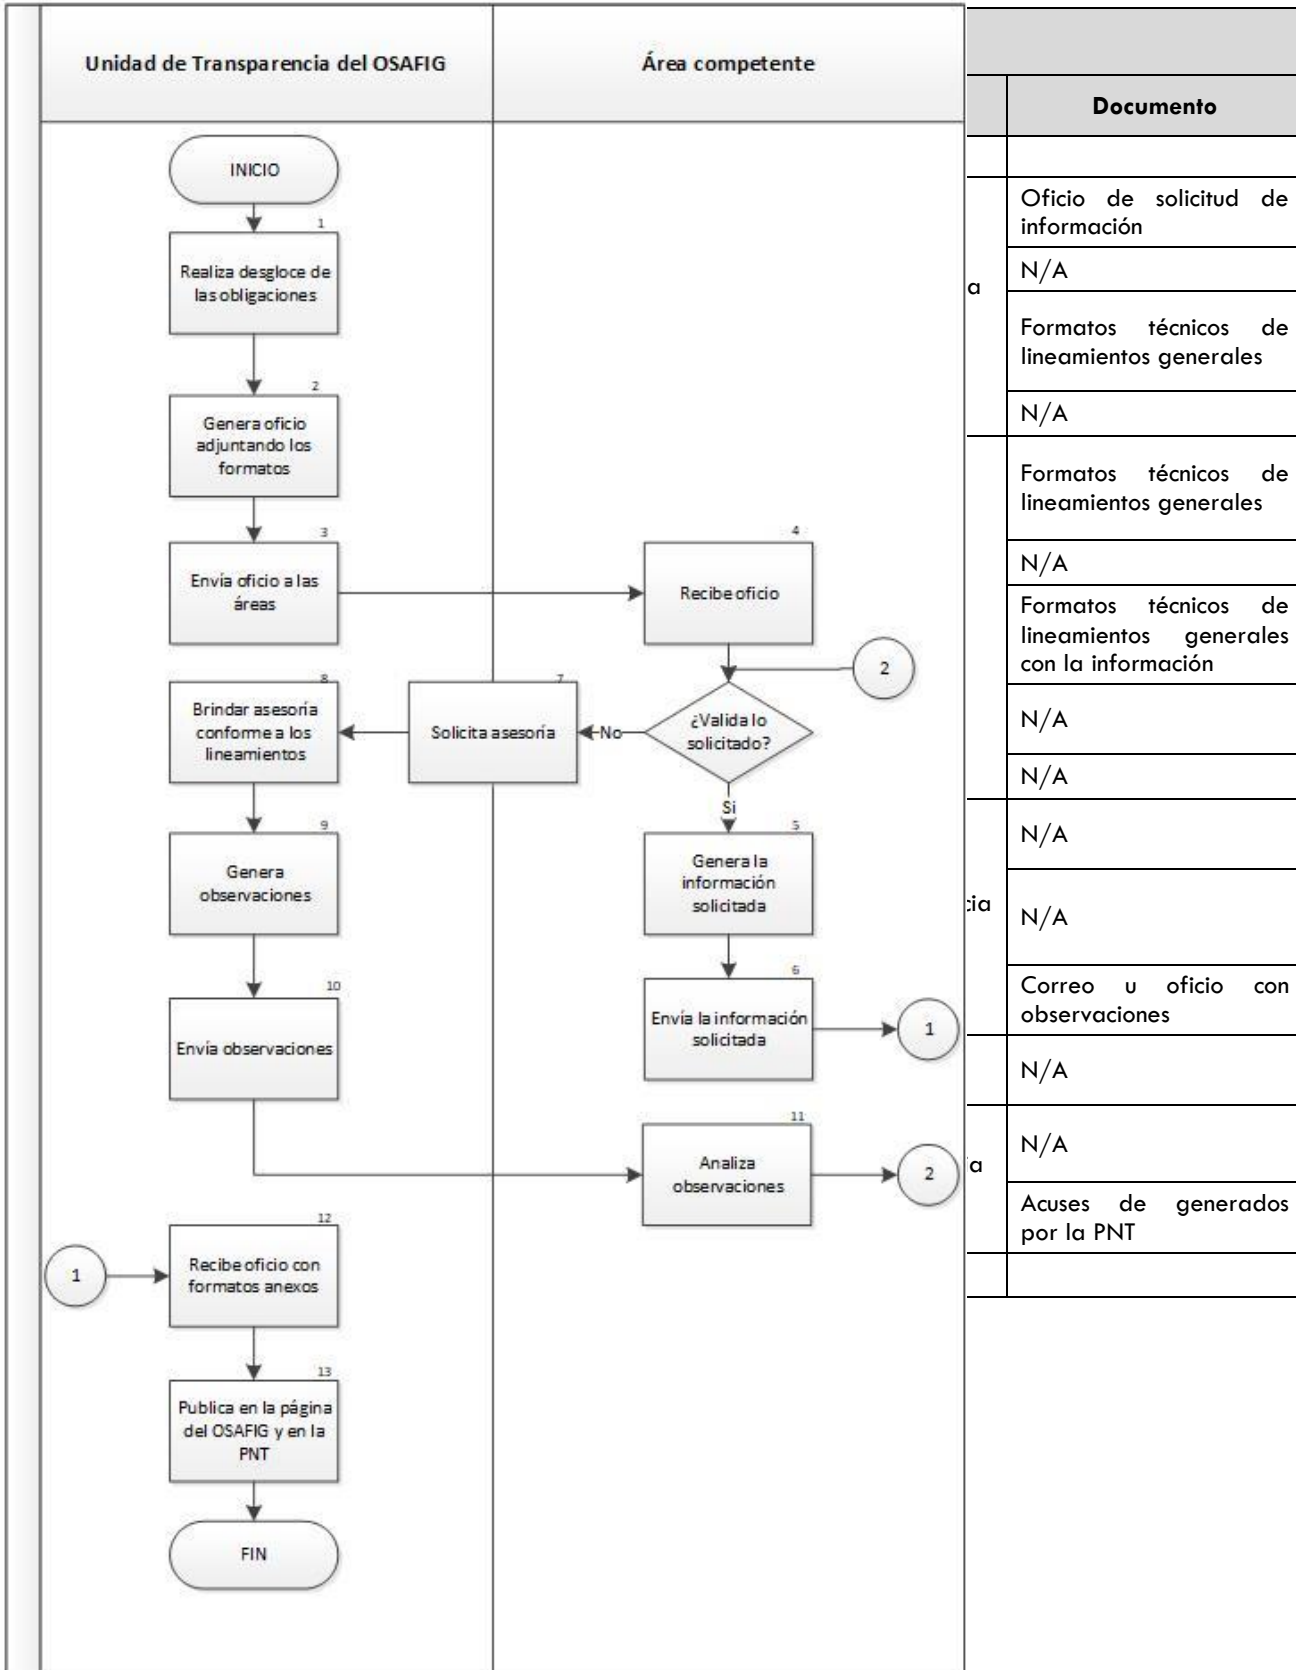 Unidad de Transparencia del OSAFIG
Área competente
INICIO
1
Realiza desgloce de
las obligaciones
2
Genera oficio
adjuntando los
formatos
3
Envía oficio a las
áreas
4
Recibe oficio
2
¿Valida lo
solicitado?
No
7
Solicita asesoría
8
Brindar asesoría
conforme a los
lineamientos
Si
5
Genera la
información
solicitada
9
Genera
observaciones
6
Envía la información
solicitada
1
10
Envía observaciones
11
Analiza
observaciones
2
12
1
Recibe oficio con
formatos anexos
13
Publica en la página
del OSAFIG y en la
PNT
FIN
Documento
Oficio de solicitud de
información
N/A
a
Formatos técnicos de
lineamientos generales
N/A
Formatos técnicos de
lineamientos generales
N/A
Formatos técnicos de
lineamientos generales
con la información
N/A
N/A
N/A
cia
N/A
Correo u oficio con
observaciones
N/A
N/A
a
Acuses de generados
por la PNT